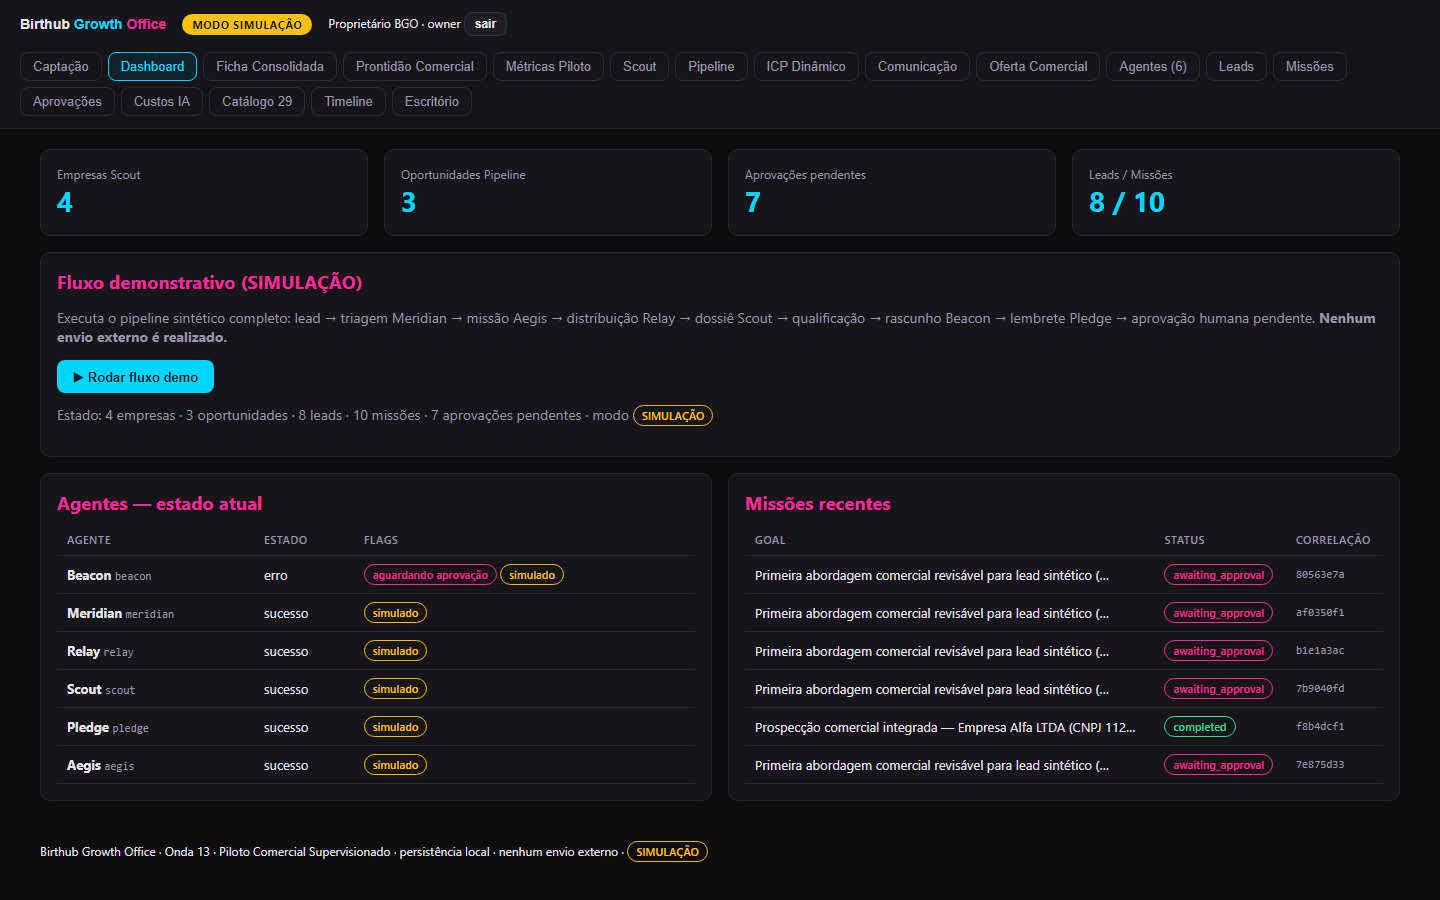 Birthub Growth Office MODO SIMULAÇÃO Proprietário BGO · owner sair
Captação Dashboard Ficha Consolidada Prontidão Comercial Métricas Piloto Scout Pipeline ICP Dinâmico Comunicação Oferta Comercial Agentes (6) Leads Missões
Aprovações Custos IA Catálogo 29 Timeline Escritório
Empresas Scout
4
Oportunidades Pipeline
3
Aprovações pendentes
7
Leads / Missões
8 / 10
Fluxo demonstrativo (SIMULAÇÃO)
Executa o pipeline sintético completo: lead → triagem Meridian → missão Aegis → distribuição Relay → dossiê Scout → qualificação → rascunho Beacon → lembrete Pledge → aprovação humana pendente. Nenhum
envio externo é realizado.
▶ Rodar fluxo demo
Estado: 4 empresas · 3 oportunidades · 8 leads · 10 missões · 7 aprovações pendentes · modo SIMULAÇÃO
Agentes — estado atual
AGENTE ESTADO FLAGS
Beacon beacon erro aguardando aprovação simulado
Meridian meridian sucesso simulado
Relay relay sucesso simulado
Scout scout sucesso simulado
Pledge pledge sucesso simulado
Aegis aegis sucesso simulado
Missões recentes
GOAL STATUS CORRELAÇÃO
Primeira abordagem comercial revisável para lead sintético (... awaiting_approval 80563e7a
Primeira abordagem comercial revisável para lead sintético (... awaiting_approval af0350f1
Primeira abordagem comercial revisável para lead sintético (... awaiting_approval b1e1a3ac
Primeira abordagem comercial revisável para lead sintético (... awaiting_approval 7b9040fd
Prospecção comercial integrada — Empresa Alfa LTDA (CNPJ 112... completed f8b4dcf1
Primeira abordagem comercial revisável para lead sintético (... awaiting_approval 7e875d33
Birthub Growth Office · Onda 13 · Piloto Comercial Supervisionado · persistência local · nenhum envio externo · SIMULAÇÃO